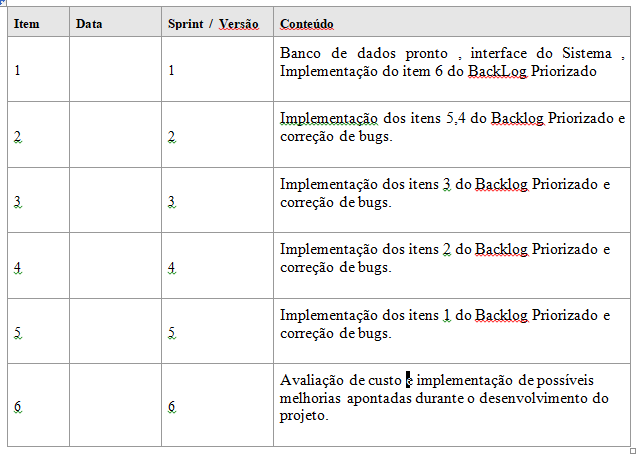 Item Data Sprint / Versão Conteúdo
1 1 Banco de dados pronto , interface do Sistema ,
Implementação do item 6 do BackLog Priorizado
2 2 Implementação dos itens 5,4 do Backlog Priorizado e
correção de bugs.
3 3 Implementação dos itens 3 do Backlog Priorizado e
correção de bugs.
4 4 Implementação dos itens 2 do Backlog Priorizado e
correção de bugs.
5 5 Implementação dos itens 1 do Backlog Priorizado e
correção de bugs.
6 6 Avaliação de custo e implementação de possíveis
melhorias apontadas durante o desenvolvimento do
projeto.